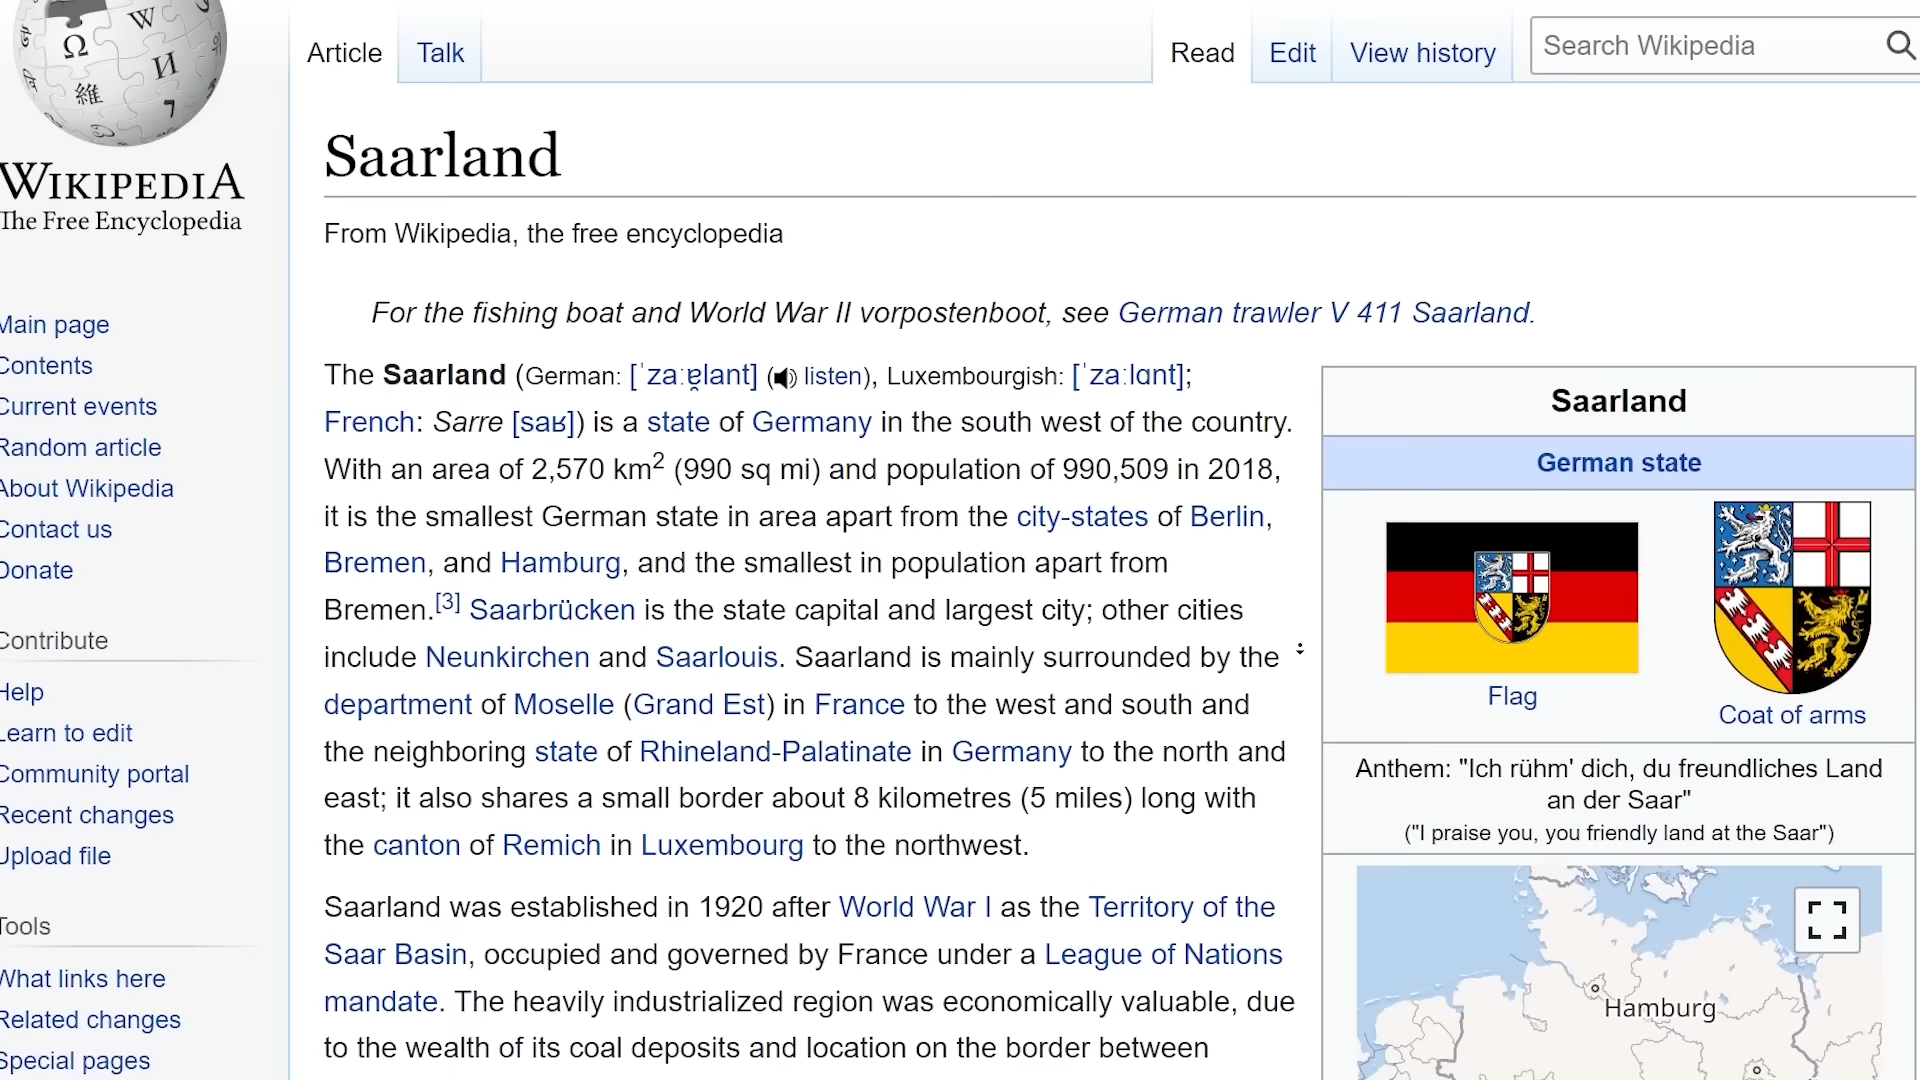 Article
Talk
Read
Edit
View history
Search Wikipedia
WIKIPEDIA
The Free Encyclopedia
Main page
Contents
Current events
Random article
About Wikipedia
Contact us
Donate
Contribute
Help
Learn to edit
Community portal
Recent changes
Upload file
Tools
What links here
Related changes
Special pages
Saarland
From Wikipedia, the free encyclopedia
For the fishing boat and World War II vorpostenboot, see German trawler V 411 Saarland.
The Saarland (German: [ˈzaːɐ̯lant] ( listen), Luxembourgish: [ˈzaːlɑnt];
French: Sarre [saʁ]) is a state of Germany in the south west of the country.
With an area of 2,570 km² (990 sq mi) and population of 990,509 in 2018,
it is the smallest German state in area apart from the city-states of Berlin,
Bremen, and Hamburg, and the smallest in population apart from
Bremen.[3] Saarbrücken is the state capital and largest city; other cities
include Neunkirchen and Saarlouis. Saarland is mainly surrounded by the
department of Moselle (Grand Est) in France to the west and south and
the neighboring state of Rhineland-Palatinate in Germany to the north and
east; it also shares a small border about 8 kilometres (5 miles) long with
the canton of Remich in Luxembourg to the northwest.
Saarland was established in 1920 after World War I as the Territory of the
Saar Basin, occupied and governed by France under a League of Nations
mandate. The heavily industrialized region was economically valuable, due
to the wealth of its coal deposits and location on the border between
Saarland
German state
Flag
Coat of arms
Anthem: "Ich rühm' dich, du freundliches Land
an der Saar"
("I praise you, you friendly land at the Saar")
Hamburg